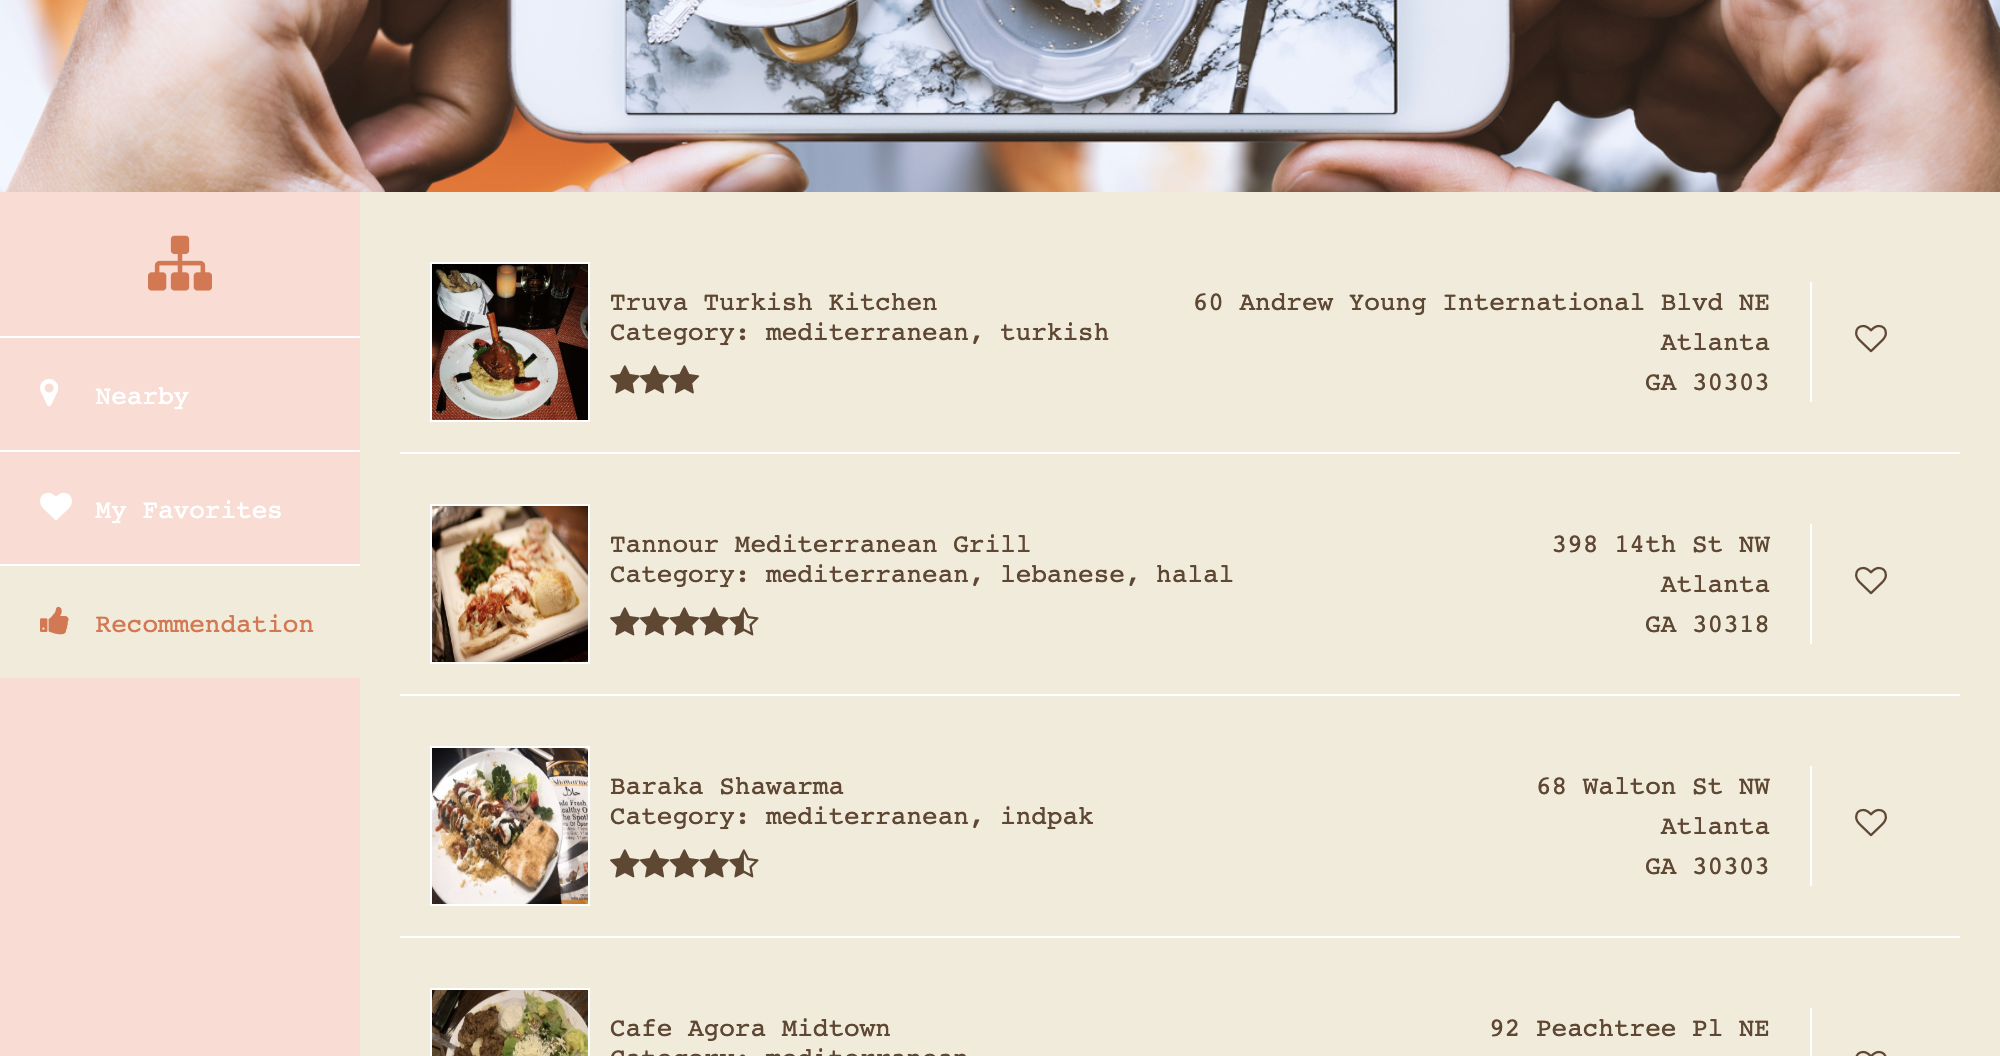 Nearby
My Favorites
Recommendation
Truva Turkish Kitchen
Category: mediterranean, turkish
60 Andrew Young International Blvd NE
Atlanta
GA 30303
Tannour Mediterranean Grill
Category: mediterranean, lebanese, halal
398 14th St NW
Atlanta
GA 30318
Baraka Shawarma
Category: mediterranean, indpak
68 Walton St NW
Atlanta
GA 30303
Cafe Agora Midtown
Category: mediterranean
92 Peachtree Pl NE